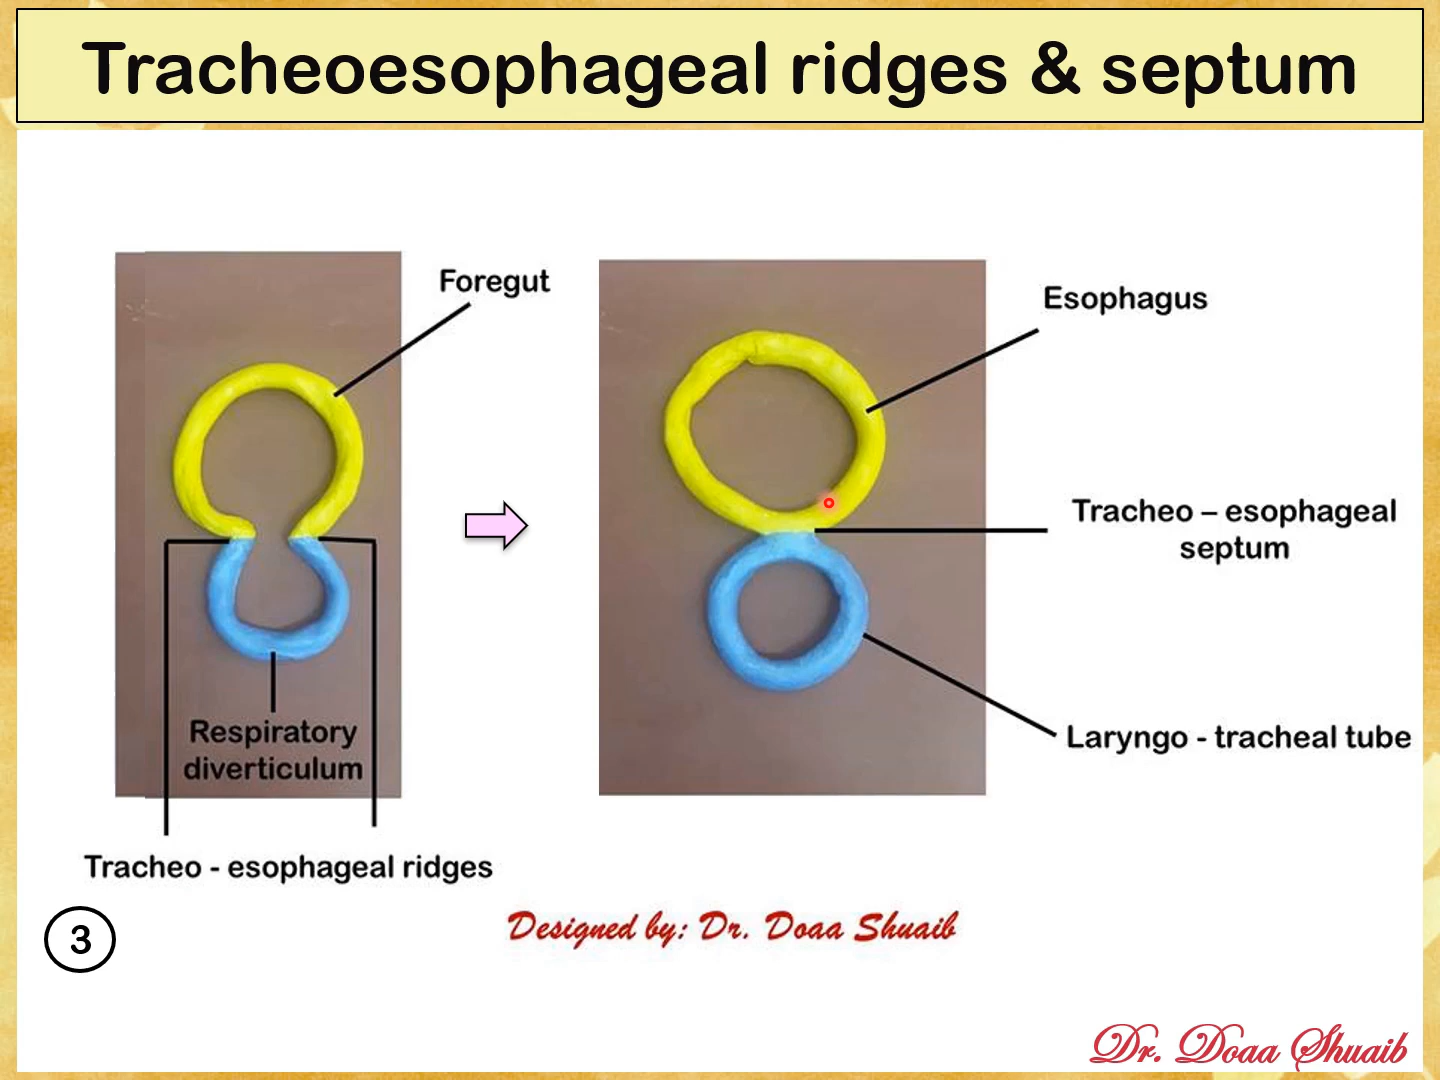 Tracheoesophageal ridges & septum
Foregut
Esophagus
Tracheo – esophageal
septum
Respiratory
diverticulum
Laryngo - tracheal tube
Tracheo - esophageal ridges
3
Designed by: Dr. Doaa Shuaib
Dr. Doaa Shuaib